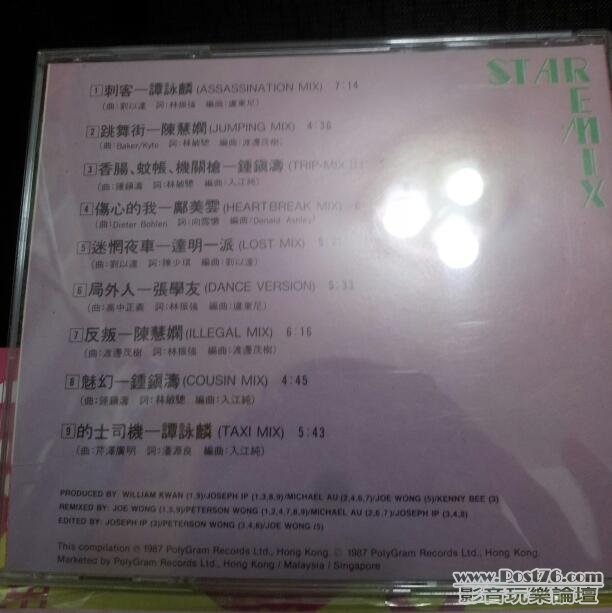 STAR
REMIX
1 刺客—譚詠麟 (ASSASSINATION MIX) 7:14
(曲:劉以達 詞:林振強 編曲:盧東尼)
2 跳舞街—陳慧嫻 (JUMPING MIX) 4:36
(曲:Baker/Kyte 詞:林敏驄 編曲:渡邊茂樹)
3 香腸、蚊帳、機關槍—鍾鎮濤 (TRIP-MIX
(曲:鍾鎮濤 詞:林敏驄 編曲:入江純)
4 傷心的我—鄺美雲 (HEARTBREAK MIX)
(曲:Dieter Bohlen 詞:向雪懷 編曲:Donald Ashley)
5 迷惘夜車—達明一派 (LOST MIX) 5:
(曲:劉以達 詞:陳少琪 編曲:劉以達)
6 局外人—張學友 (DANCE VERSION) 5:33
(曲:高中正義 詞:林振強 編曲:盧東尼)
7 反叛—陳慧嫻 (ILLEGAL MIX) 6:16
(曲:渡邊茂樹 詞:林振強 編曲:渡邊茂樹)
8 魅幻—鍾鎮濤 (COUSIN MIX) 4:45
(曲:鍾鎮濤 詞:林敏驄 編曲:入江純)
9 的士司機—譚詠麟 (TAXI MIX) 5:43
(曲:芹澤廣明 詞:潘源良 編曲:入江純)
PRODUCED BY: WILLIAM KWAN (1,9)/JOSEPH IP (1,3,8,9)/MICHAEL AU (2,4,6,7)/JOE WONG (5)/KENNY BEE (3)
REMIXED BY: JOE WONG (1,5,9)/PETERSON WONG (1,2,4,7,8,9)/MICHAEL AU (2,6,7)/JOSEPH IP (3,4,8)
EDITED BY: JOSEPH IP (3)/PETERSON WONG (3,4,6)/JOE WONG (5)
This compilation Ⓟ 1987 PolyGram Records Ltd., Hong Kong. © 1987 PolyGram Records Ltd., Hong Kong.
Marketed by PolyGram Records Ltd., Hong Kong / Malaysia / Singapore
www.Post76.com
影音玩樂論壇